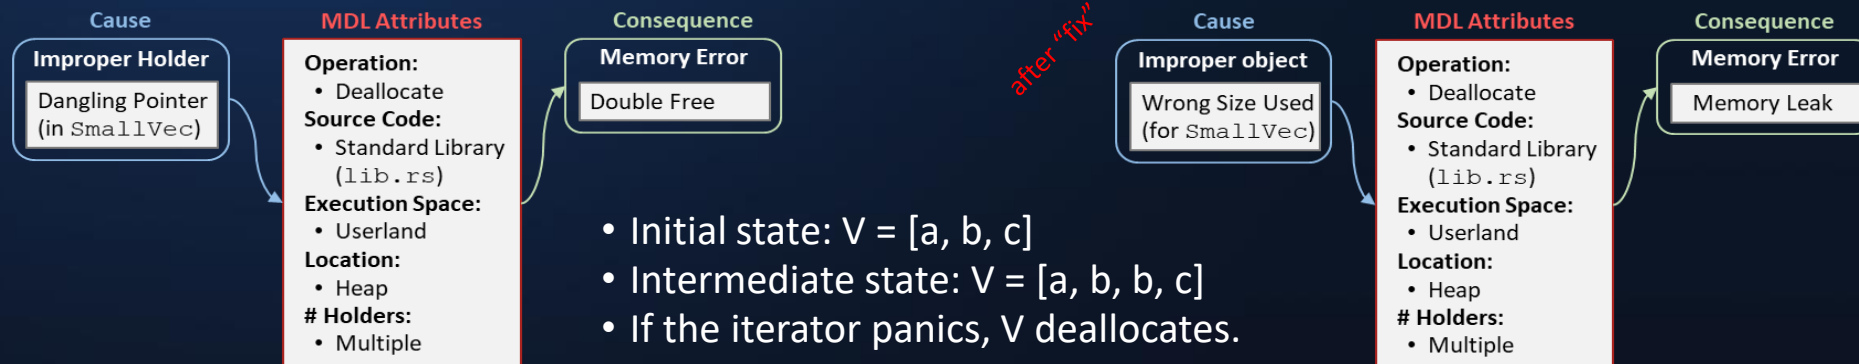 Cause
Improper Holder
Dangling Pointer
(in SmallVec)
MDL Attributes
Operation:
• Deallocate
Source Code:
• Standard Library
(lib.rs)
Execution Space:
• Userland
Location:
• Heap
# Holders:
• Multiple
Consequence
Memory Error
Double Free
• Initial state: V = [a, b, c]
• Intermediate state: V = [a, b, b, c]
• If the iterator panics, V deallocates.
after “fix”
Cause
Improper object
Wrong Size Used
(for SmallVec)
MDL Attributes
Operation:
• Deallocate
Source Code:
• Standard Library
(lib.rs)
Execution Space:
• Userland
Location:
• Heap
# Holders:
• Multiple
Consequence
Memory Error
Memory Leak